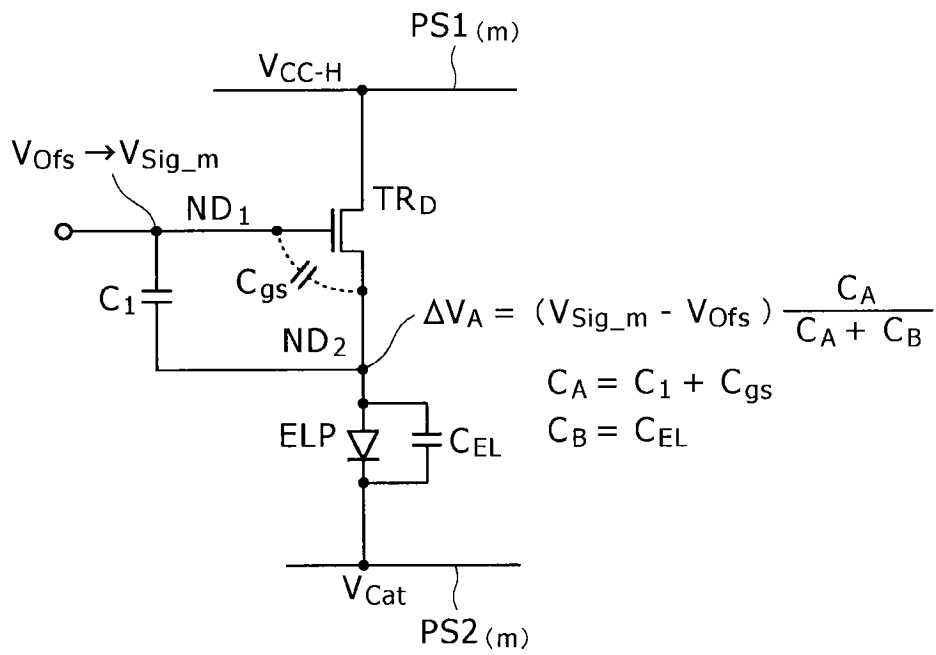 PS1(m)
VCC-H
VOfs → VSig_m
TRD
ND1
Cgs
C1
ΔVA = (VSig_m - VOfs) CA / CA + CB
ND2
CA = C1 + Cgs
CB = CEL
ELP
CEL
VCat
PS2(m)